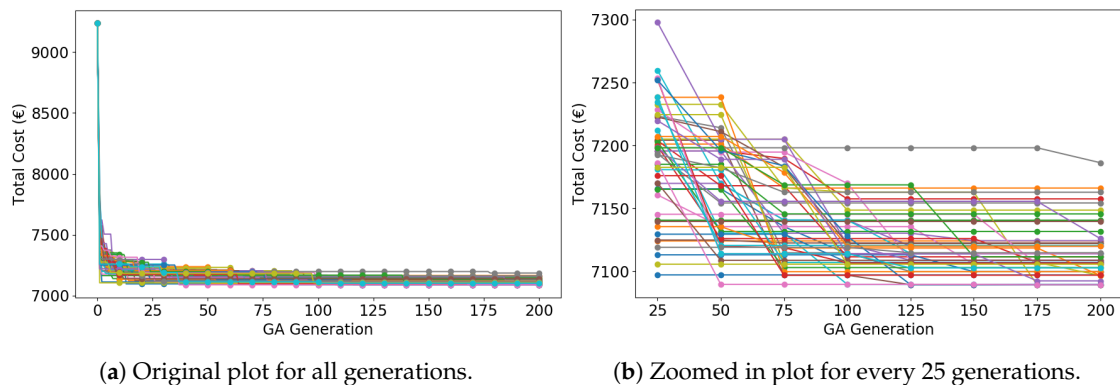 9000
8500
8000
7500
7000
Total Cost (€)
0 25 50 75 100 125 150 175 200
GA Generation
(a) Original plot for all generations.
7300
7250
7200
7150
7100
Total Cost (€)
25 50 75 100 125 150 175 200
GA Generation
(b) Zoomed in plot for every 25 generations.